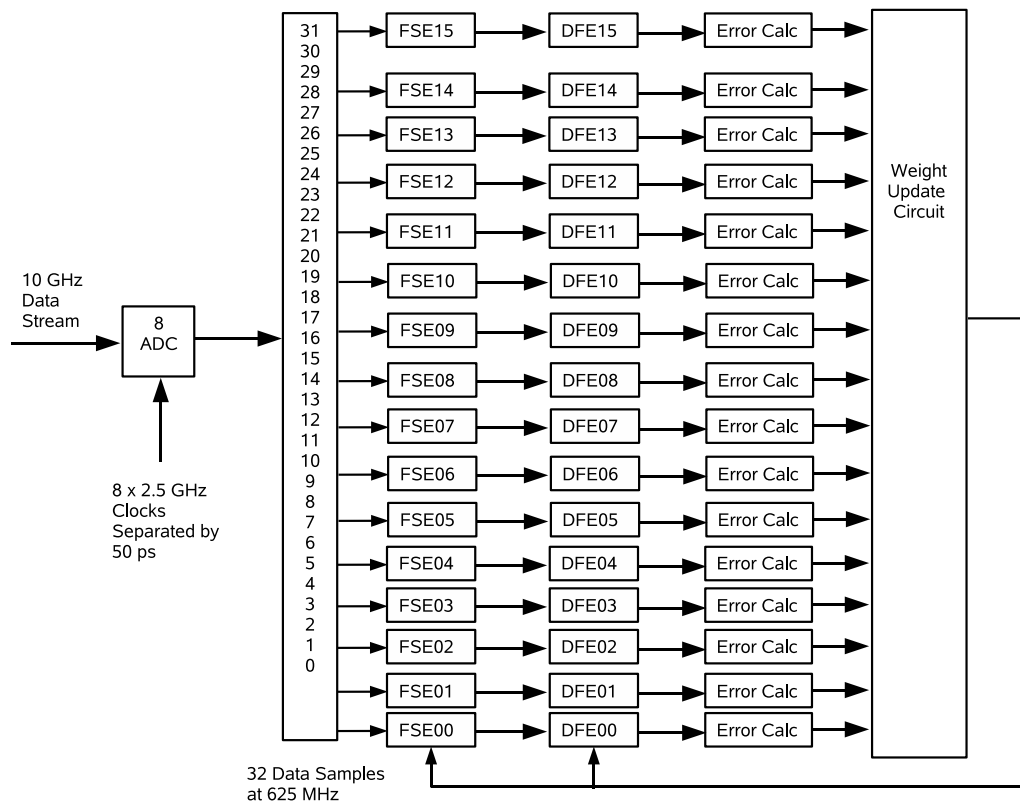 10 GHz
Data
Stream
8
ADC
8 x 2.5 GHz
Clocks
Separated by
50 ps
31
30
29
28
27
26
25
24
23
22
21
20
19
18
17
16
15
14
13
12
11
10
9
8
7
6
5
4
3
2
1
0
32 Data Samples
at 625 MHz
FSE15 DFE15 Error Calc
FSE14 DFE14 Error Calc
FSE13 DFE13 Error Calc
FSE12 DFE12 Error Calc
FSE11 DFE11 Error Calc
FSE10 DFE10 Error Calc
FSE09 DFE09 Error Calc
FSE08 DFE08 Error Calc
FSE07 DFE07 Error Calc
FSE06 DFE06 Error Calc
FSE05 DFE05 Error Calc
FSE04 DFE04 Error Calc
FSE03 DFE03 Error Calc
FSE02 DFE02 Error Calc
FSE01 DFE01 Error Calc
FSE00 DFE00 Error Calc
Weight
Update
Circuit